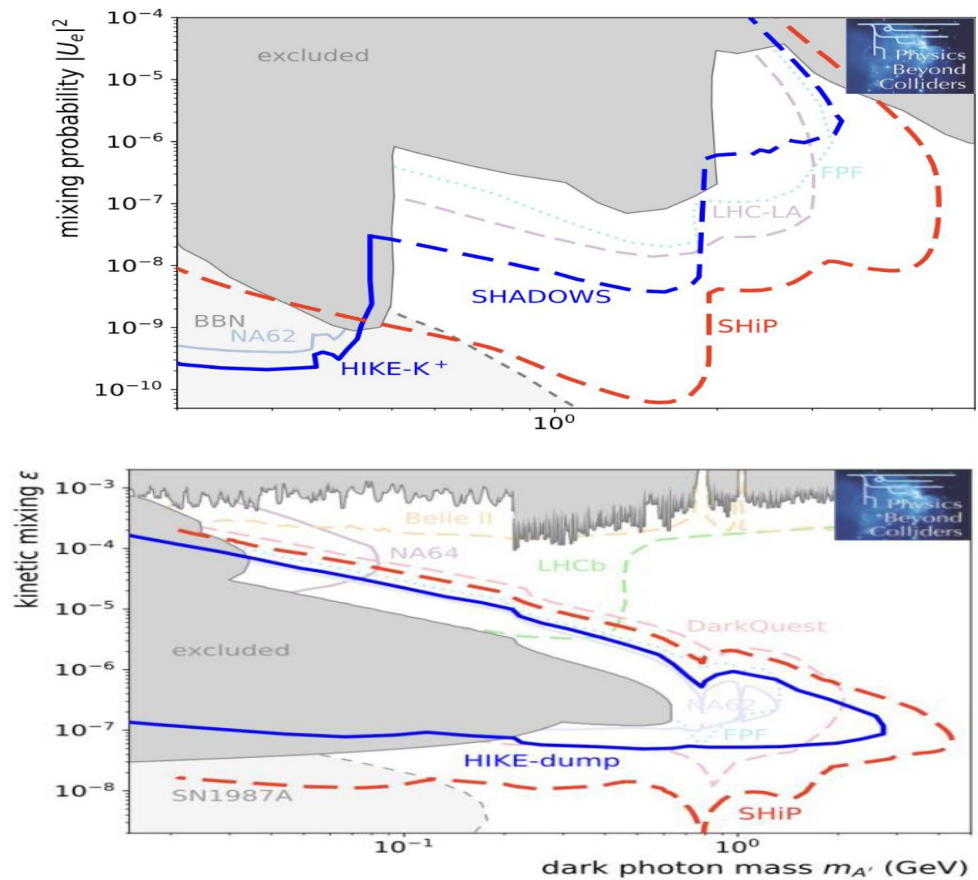 mixing probability |Uₑ|²
10⁻⁴
10⁻⁵
10⁻⁶
10⁻⁷
10⁻⁸
10⁻⁹
10⁻¹⁰
excluded
Physics
Beyond
Colliders
FPF
LHC-LA
SHADOWS
SHiP
BBN
NA62
HIKE-K⁺
10⁰
kinetic mixing ε
10⁻³
10⁻⁴
10⁻⁵
10⁻⁶
10⁻⁷
10⁻⁸
Physics
Beyond
Colliders
Belle II
NA64
LHCb
DarkQuest
excluded
NA62
FPF
HIKE-dump
SN1987A
SHiP
10⁻¹
10⁰
dark photon mass m_A′ (GeV)